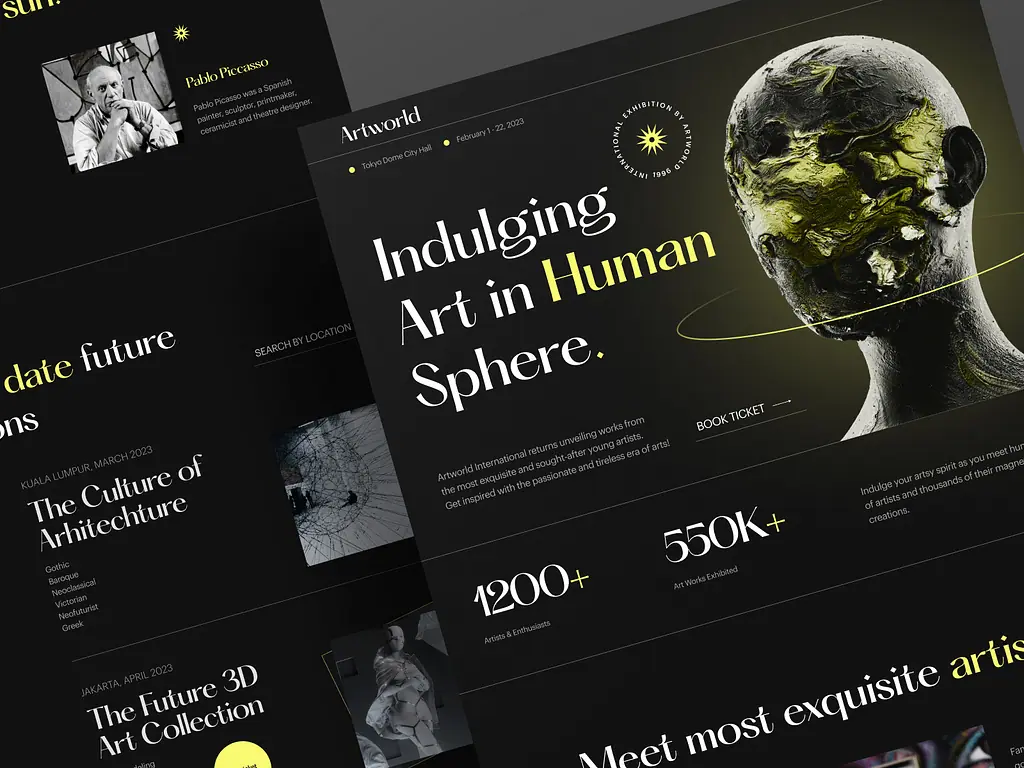 sun.
Pablo Piccasso
Pablo Picasso was a Spanish
painter, sculptor, printmaker,
ceramicist and theatre designer.
date future
ons
SEARCH BY LOCATION
KUALA LUMPUR, MARCH 2023
The Culture of
Arhitechture
Gothic
Baroque
Neoclassical
Victorian
Neofuturist
Greek
JAKARTA, APRIL 2023
The Future 3D
Art Collection
Artworld
Tokyo Dome City Hall
February 1 - 22, 2023
INTERNATIONAL EXHIBITION BY ARTWORLD 1996
Indulging
Art in Human
Sphere.
Artworld International returns unveiling works from
the most exquisite and sought-after young artists.
Get inspired with the passionate and tireless era of arts!
BOOK TICKET
1200+
Artists & Enthusiasts
550K+
Art Works Exhibited
Indulge your artsy spirit as you meet
of artists and thousands of their
creations.
Meet most exquisite artis